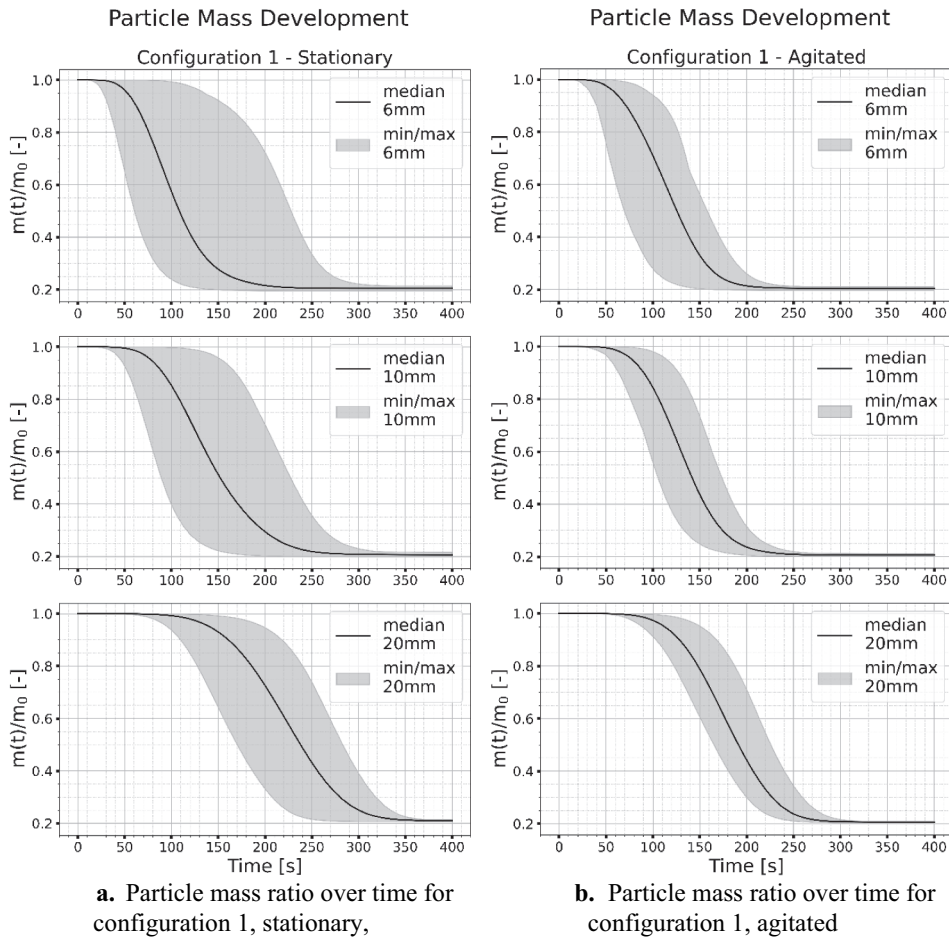 Particle Mass Development
Configuration 1 - Stationary
m(t)/m0 [-]
1.0
0.8
0.6
0.4
0.2
0 50 100 150 200 250 300 350 400
median
6mm
min/max
6mm
m(t)/m0 [-]
1.0
0.8
0.6
0.4
0.2
0 50 100 150 200 250 300 350 400
median
10mm
min/max
10mm
m(t)/m0 [-]
1.0
0.8
0.6
0.4
0.2
0 50 100 150 200 250 300 350 400
median
20mm
min/max
20mm
Time [s]
a. Particle mass ratio over time for
configuration 1, stationary,
Particle Mass Development
Configuration 1 - Agitated
m(t)/m0 [-]
1.0
0.8
0.6
0.4
0.2
0 50 100 150 200 250 300 350 400
median
6mm
min/max
6mm
m(t)/m0 [-]
1.0
0.8
0.6
0.4
0.2
0 50 100 150 200 250 300 350 400
median
10mm
min/max
10mm
m(t)/m0 [-]
1.0
0.8
0.6
0.4
0.2
0 50 100 150 200 250 300 350 400
median
20mm
min/max
20mm
Time [s]
b. Particle mass ratio over time for
configuration 1, agitated